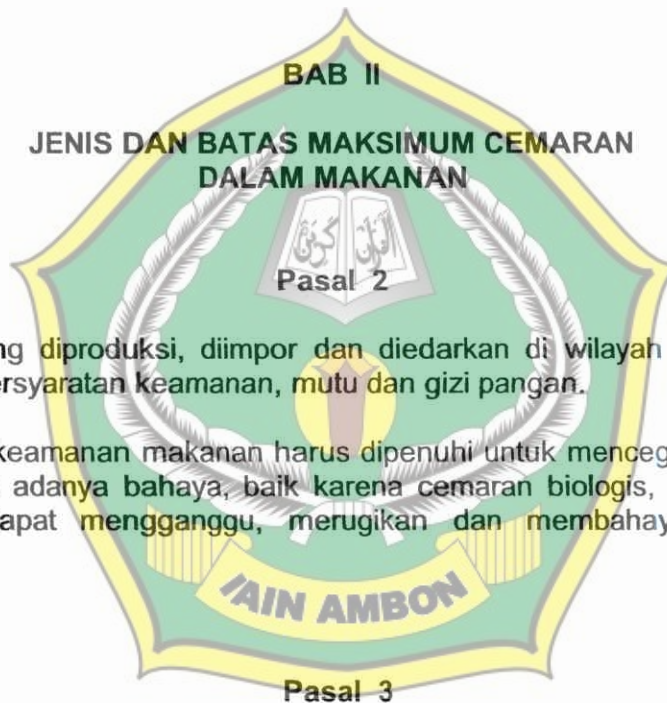 BAB II
JENIS DAN BATAS MAKSIMUM CEMARAN
DALAM MAKANAN
Pasal 2
ng diproduksi, diimpor dan diedarkan di wilayah
ersyaratan keamanan, mutu dan gizi pangan.
keamanan makanan harus dipenuhi untuk menceg
adanya bahaya, baik karena cemaran biologis,
apat mengganggu, merugikan dan membahay
IAIN AMBON
Pasal 3